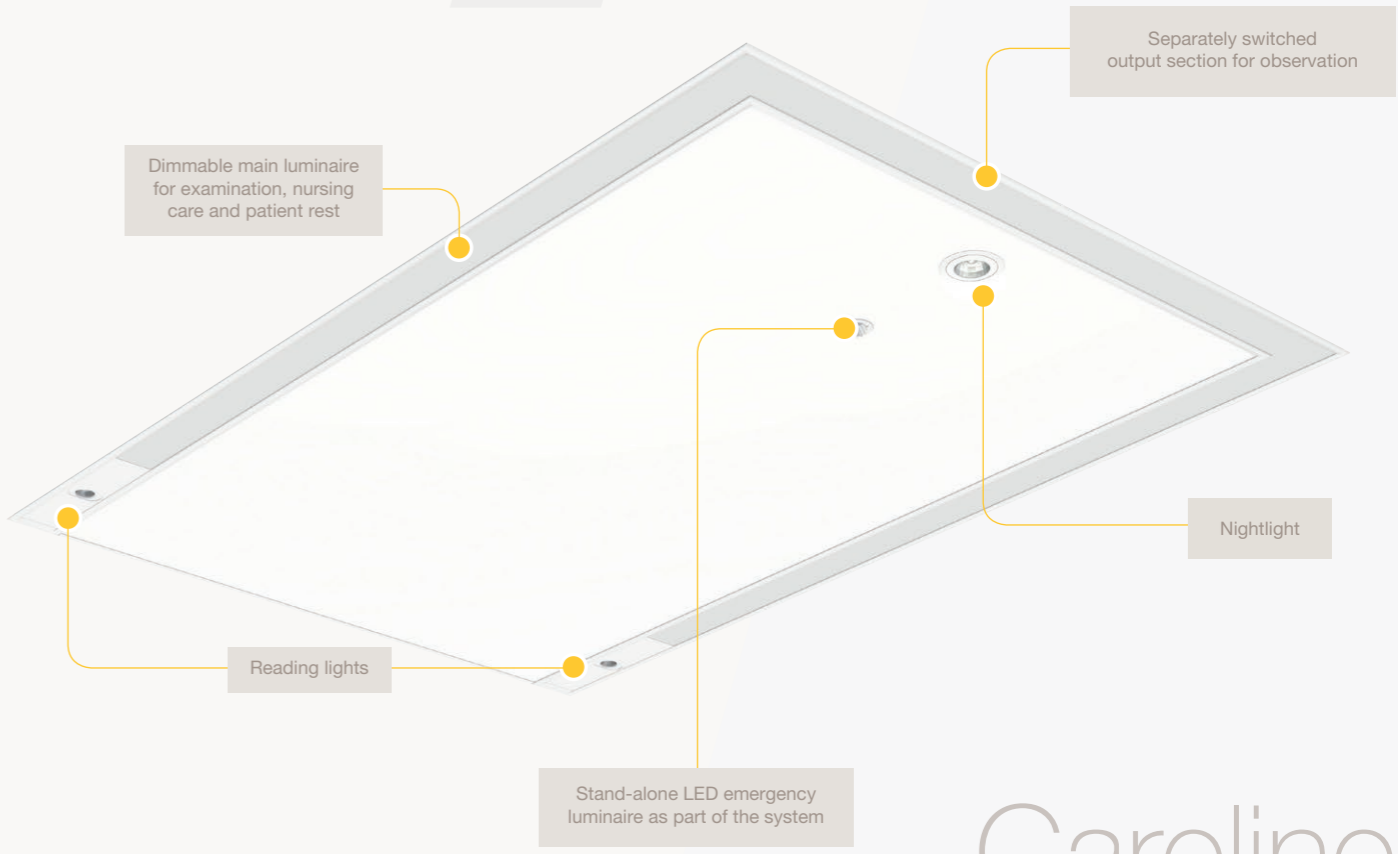 Separately switched
output section for observation
Dimmable main luminaire
for examination, nursing
care and patient rest
Nightlight
Reading lights
Stand-alone LED emergency
luminaire as part of the system